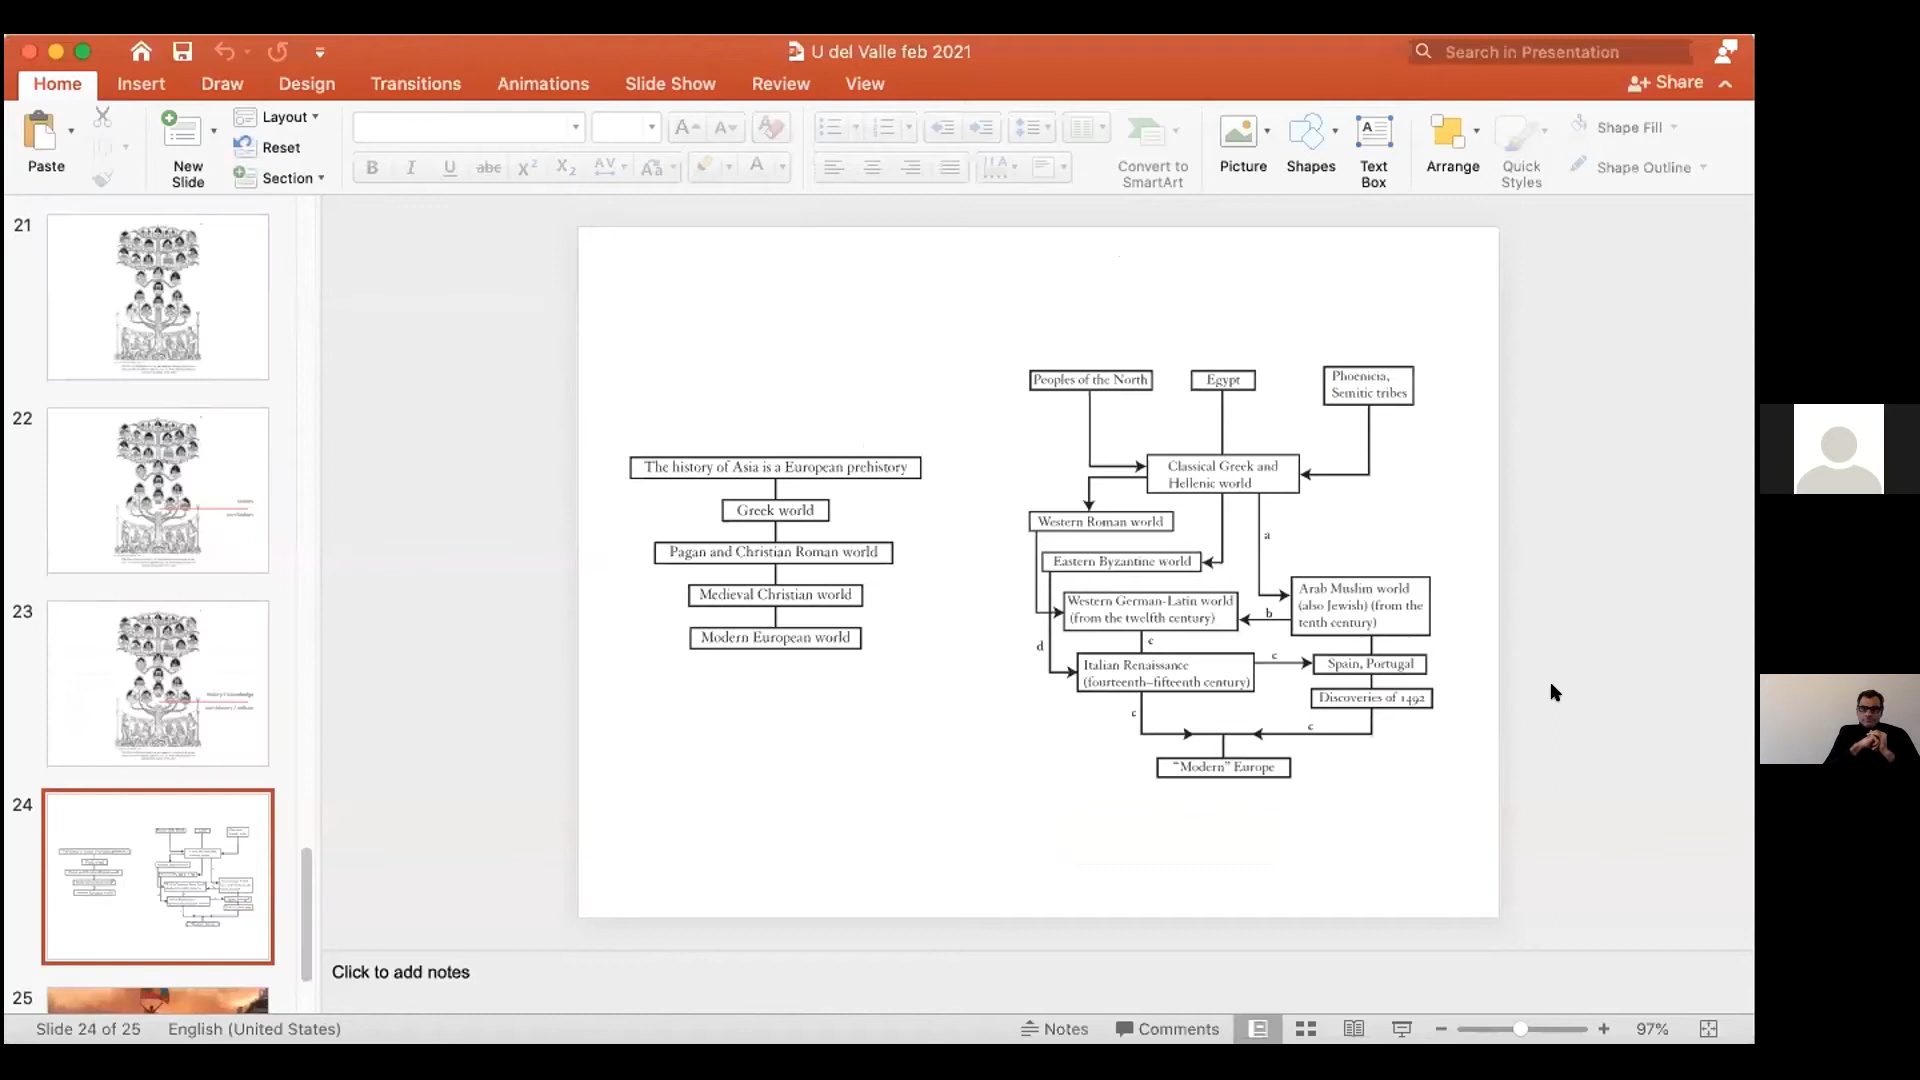 U del Valle feb 2021
Search in Presentation
Home
Insert
Draw
Design
Transitions
Animations
Slide Show
Review
View
Share
Paste
New
Slide
Layout
Reset
Section
B I U abc X² X₂ AV Aa A
A A
Convert to
SmartArt
Picture
Shapes
Text
Box
Arrange
Quick
Styles
Shape Fill
Shape Outline
21
22
23
24
25
The history of Asia is a European prehistory
Greek world
Pagan and Christian Roman world
Medieval Christian world
Modern European world
Peoples of the North
Egypt
Phoenicia,
Semitic tribes
Classical Greek and
Hellenic world
Western Roman world
a
Eastern Byzantine world
Arab Muslim world
(also Jewish) (from the
tenth century)
Western German-Latin world
(from the twelfth century)
b
c
d
Italian Renaissance
(fourteenth–fifteenth century)
c
Spain, Portugal
Discoveries of 1492
c
c
"Modern" Europe
Click to add notes
Slide 24 of 25
English (United States)
Notes
Comments
97%